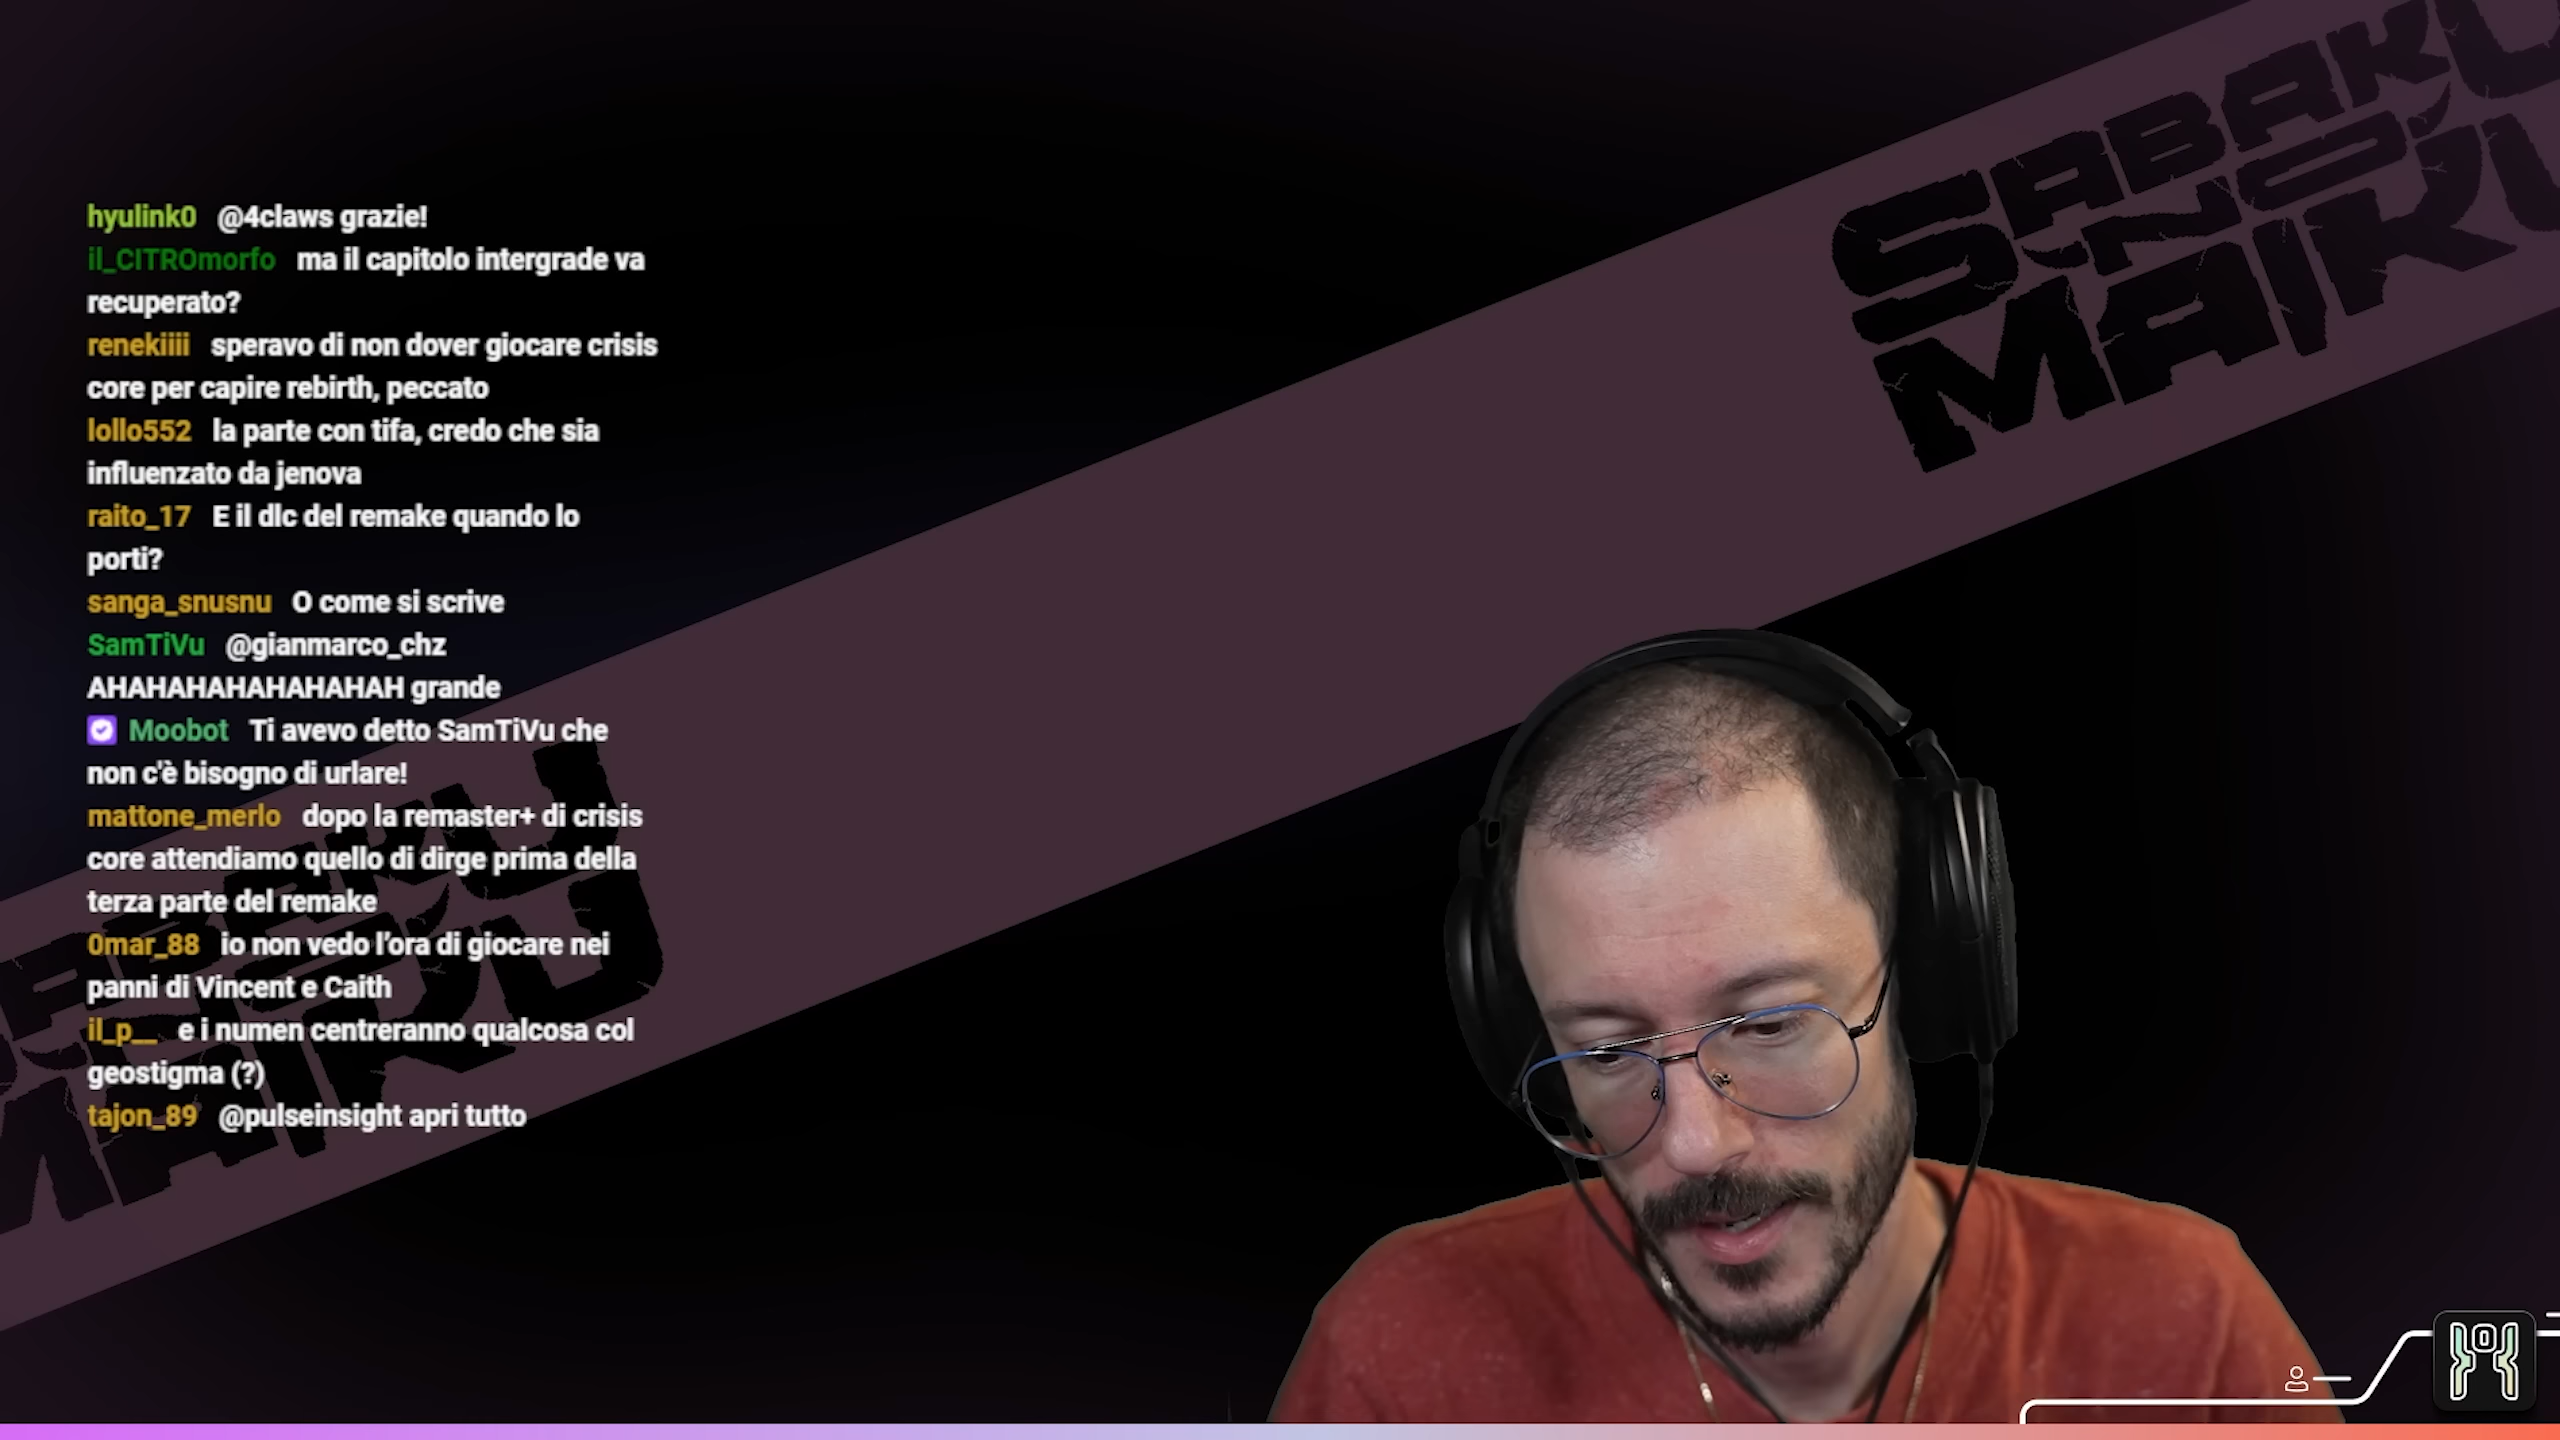 SABAKU
NO
MAIKU
hyulink0 @4claws grazie!
il_CITROmorfo ma il capitolo intergrade va
recuperato?
renekiiii speravo di non dover giocare crisis
core per capire rebirth, peccato
lollo552 la parte con tifa, credo che sia
influenzato da jenova
raito_17 E il dlc del remake quando lo
porti?
sanga_snusnu O come si scrive
SamTiVu @gianmarco_chz
AHAHAHAHAHAHAHAH grande
Moobot Ti avevo detto SamTiVu che
non c'è bisogno di urlare!
mattone_merlo dopo la remaster+ di crisis
core attendiamo quello di dirge prima della
terza parte del remake
0mar_88 io non vedo l'ora di giocare nei
panni di Vincent e Caith
il_p__ e i numen centreranno qualcosa col
geostigma (?)
tajon_89 @pulseinsight apri tutto